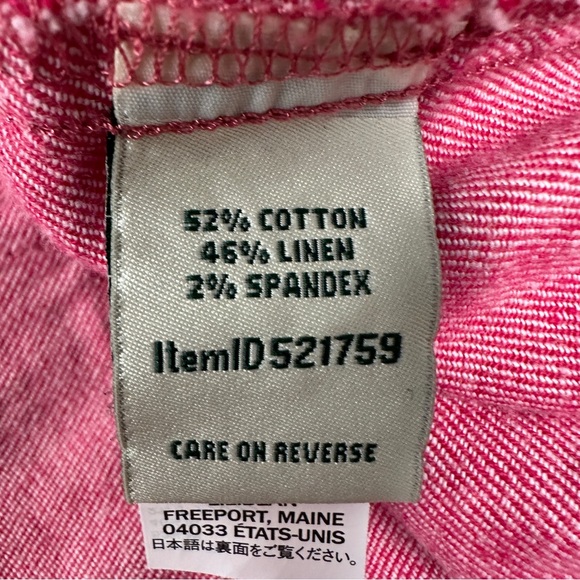 52% COTTON
46% LINEN
2% SPANDEX
ItemID 521759
CARE ON REVERSE
FREEPORT, MAINE
04033 ÉTATS-UNIS
日本語は裏面をご覧ください。